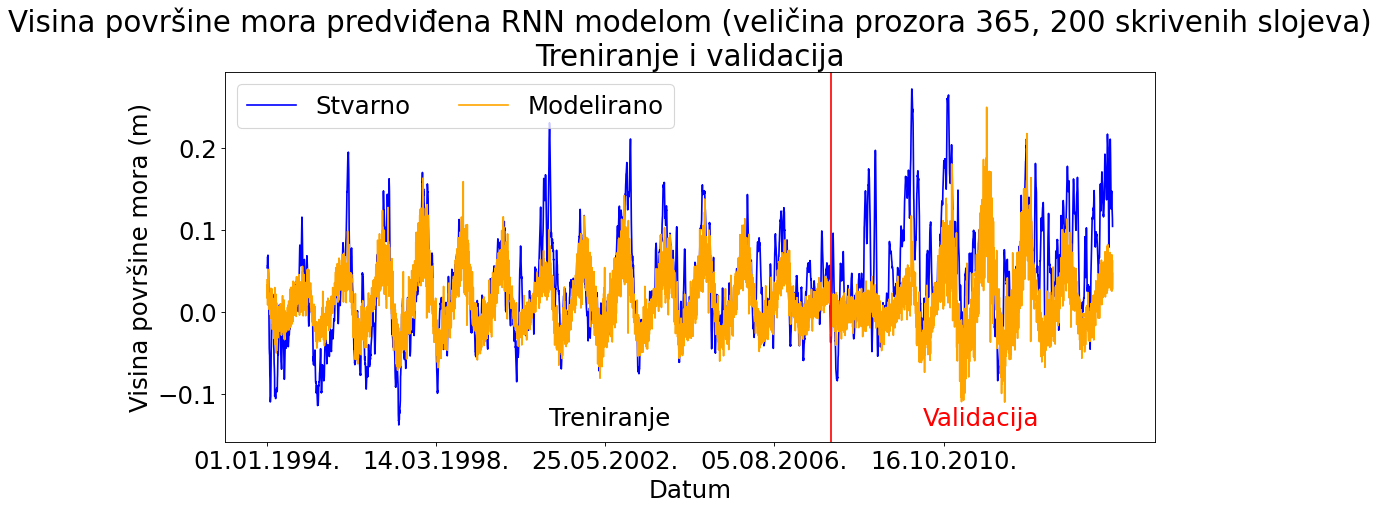 Visina površine mora predviđena RNN modelom (veličina prozora 365, 200 skrivenih slojeva)
Treniranje i validacija
Stvarno Modelirano
Visina površine mora (m)
0.2
0.1
0.0
−0.1
Treniranje Validacija
01.01.1994. 14.03.1998. 25.05.2002. 05.08.2006. 16.10.2010.
Datum